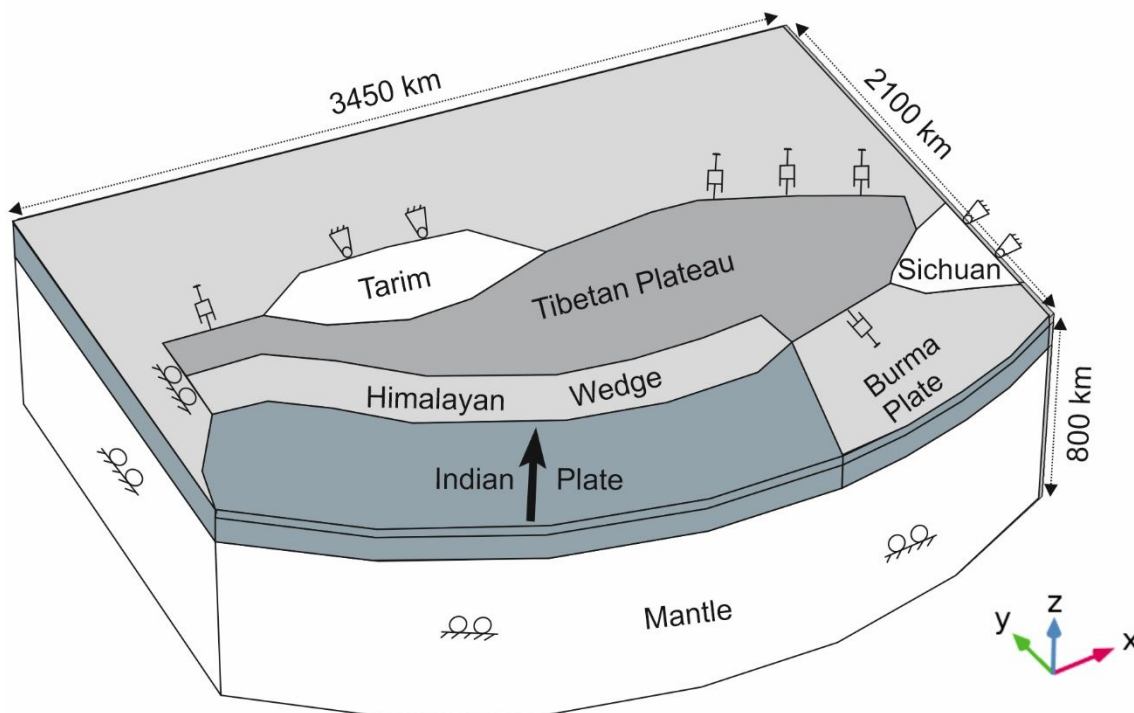 3450 km
2100 km
Tarim
Tibetan Plateau
Sichuan
Himalayan Wedge
Burma
Plate
800 km
Indian Plate
Mantle
y z x